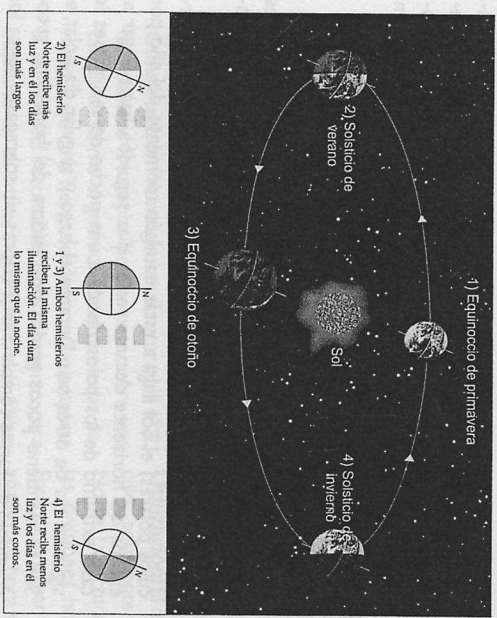 1) Equinoccio de primavera
2) Solsticio de
verano
Sol
4) Solsticio de
invierno
3) Equinoccio de otoño
N
S
2) El hemisferio
Norte recibe más
luz y en él los días
son más largos.
N
S
1 y 3) Ambos hemisferios
reciben la misma
iluminación. El día dura
lo mismo que la noche.
N
S
4) El hemisferio
Norte recibe menos
luz y los días en él
son más cortos.